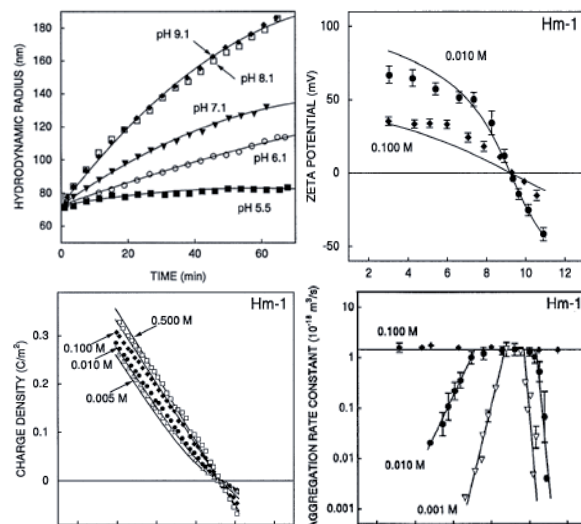 HYDRODYNAMIC RADIUS (nm)
180
160
140
120
100
80
60
pH 9.1
pH 8.1
pH 7.1
pH 6.1
pH 5.5
0
20
40
60
TIME (min)
Hm-1
ZETA POTENTIAL (mV)
100
50
0
-50
0.010 M
0.100 M
2
4
6
8
10
12
CHARGE DENSITY (C/m²)
0.3
0.2
0.1
0
Hm-1
0.500 M
0.100 M
0.010 M
0.005 M
AGGREGATION RATE CONSTANT (10⁻¹⁸ m³/s)
10
1
0.1
0.01
0.001
Hm-1
0.100 M
0.010 M
0.001 M